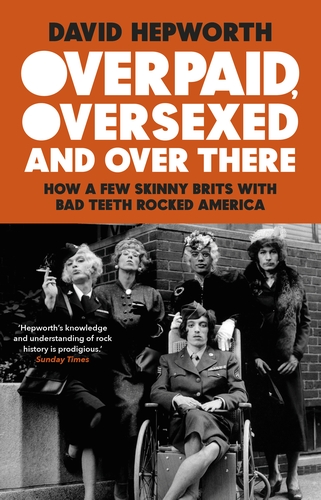 DAVID HEPWORTH
OVERPAID,
OVERSEXED
AND OVER THERE
HOW A FEW SKINNY BRITS WITH
BAD TEETH ROCKED AMERICA
‘Hepworth's knowledge
and understanding of rock
history is prodigious.’
Sunday Times